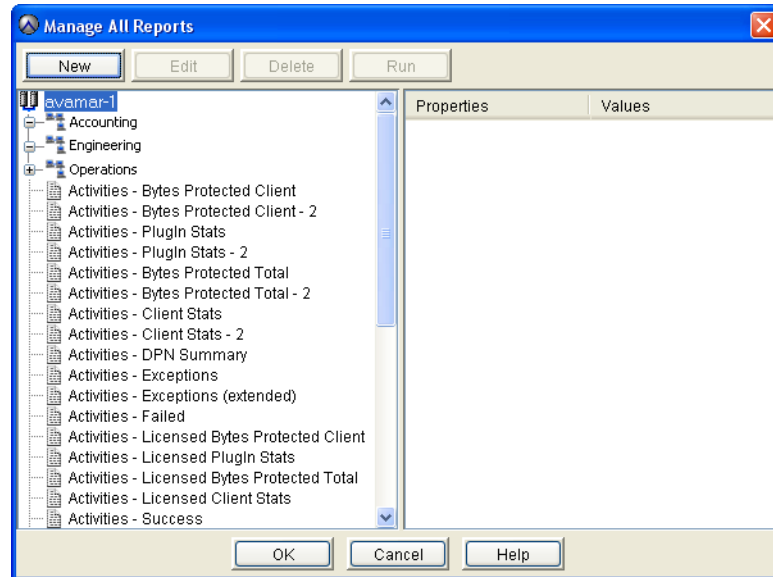 Manage All Reports
New Edit Delete Run
avamar-1
Accounting
Engineering
Operations
Activities - Bytes Protected Client
Activities - Bytes Protected Client - 2
Activities - PlugIn Stats
Activities - PlugIn Stats - 2
Activities - Bytes Protected Total
Activities - Bytes Protected Total - 2
Activities - Client Stats
Activities - Client Stats - 2
Activities - DPN Summary
Activities - Exceptions
Activities - Exceptions (extended)
Activities - Failed
Activities - Licensed Bytes Protected Client
Activities - Licensed PlugIn Stats
Activities - Licensed Bytes Protected Total
Activities - Licensed Client Stats
Activities - Success
Properties Values
OK Cancel Help